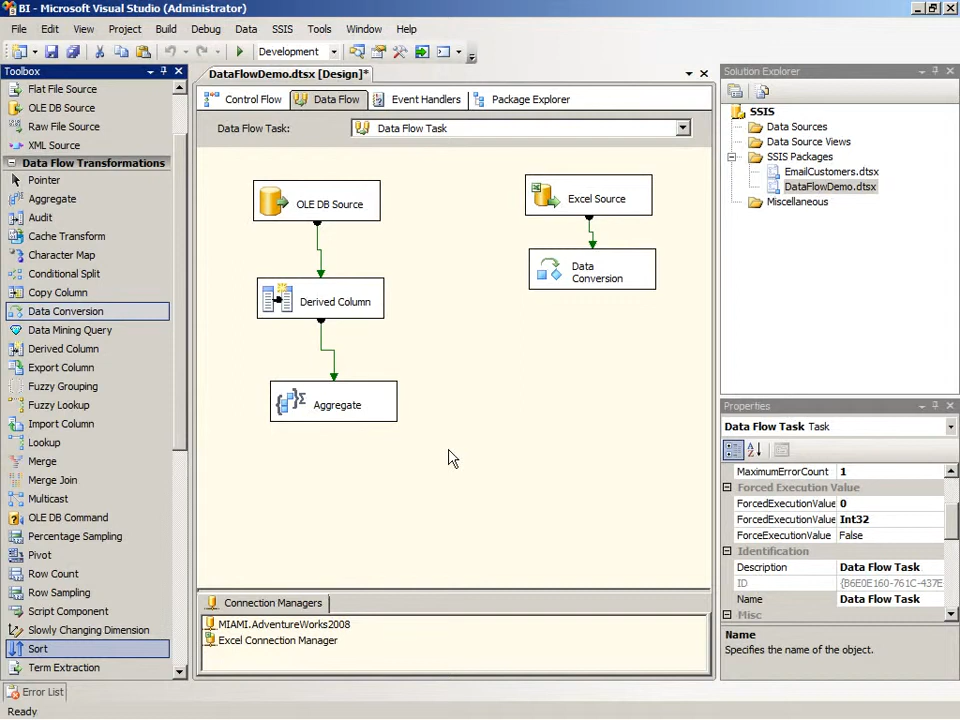 BI - Microsoft Visual Studio (Administrator)
File Edit View Project Build Debug Data SSIS Tools Window Help
Development
Toolbox
Flat File Source
OLE DB Source
Raw File Source
XML Source
Data Flow Transformations
Pointer
Aggregate
Audit
Cache Transform
Character Map
Conditional Split
Copy Column
Data Conversion
Data Mining Query
Derived Column
Export Column
Fuzzy Grouping
Fuzzy Lookup
Import Column
Lookup
Merge
Merge Join
Multicast
OLE DB Command
Percentage Sampling
Pivot
Row Count
Row Sampling
Script Component
Slowly Changing Dimension
Sort
Term Extraction
DataFlowDemo.dtsx [Design]*
Control Flow Data Flow Event Handlers Package Explorer
Data Flow Task: Data Flow Task
OLE DB Source
Excel Source
Data
Conversion
Derived Column
Aggregate
Connection Managers
MIAMI.AdventureWorks2008
Excel Connection Manager
Solution Explorer
SSIS
Data Sources
Data Source Views
SSIS Packages
EmailCustomers.dtsx
DataFlowDemo.dtsx
Miscellaneous
Properties
Data Flow Task Task
MaximumErrorCount 1
Forced Execution Value
ForcedExecutionValue 0
ForcedExecutionValue Int32
ForceExecutionValue False
Identification
Description Data Flow Task
ID {B6E0E160-761C-437E
Name Data Flow Task
Misc
Name
Specifies the name of the object.
Error List
Ready